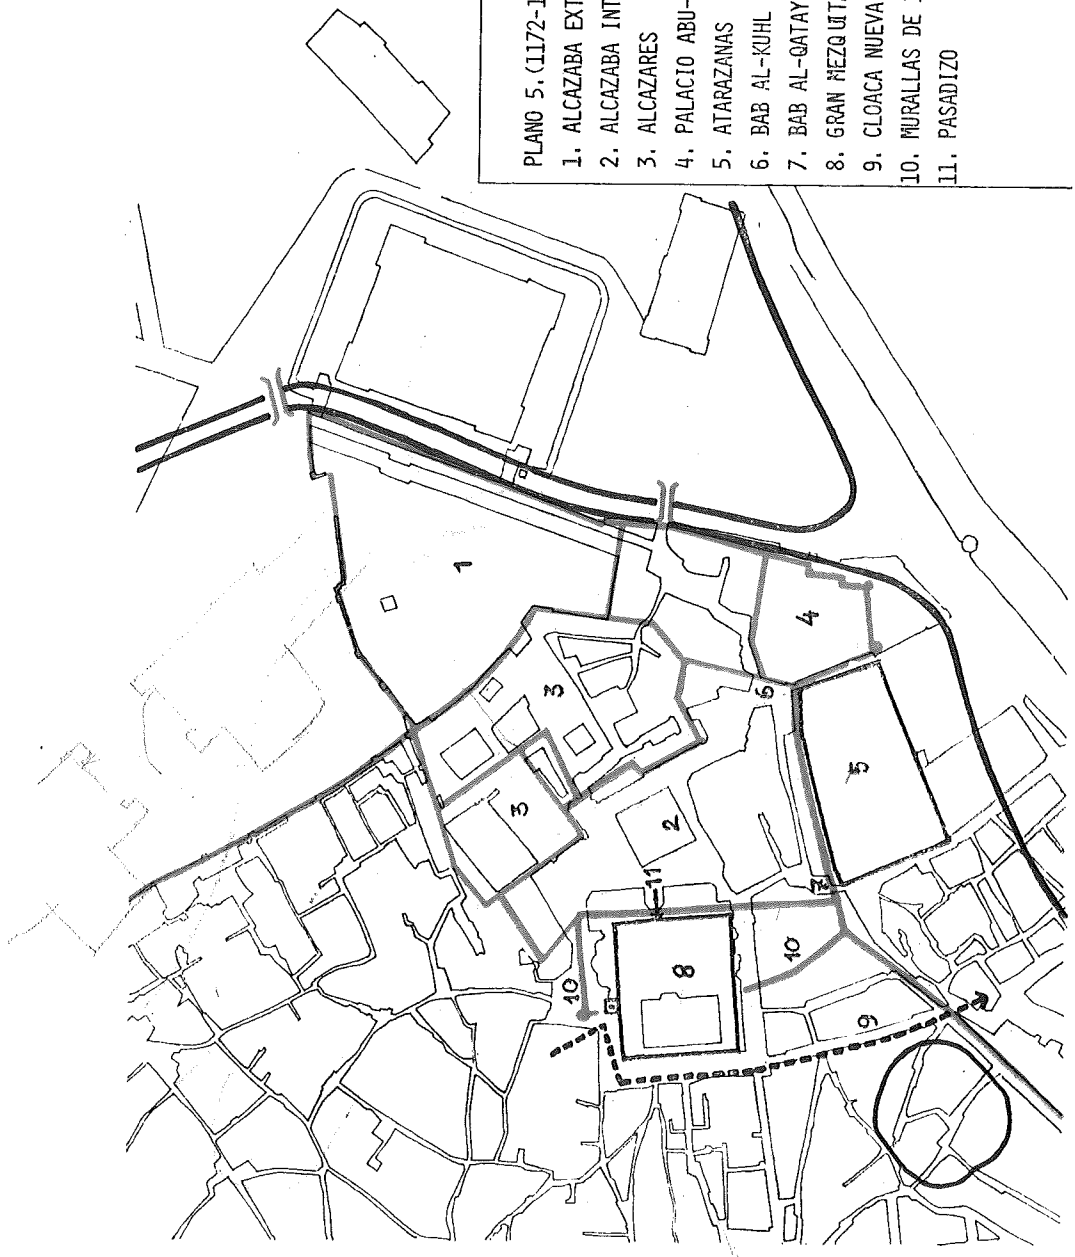 PLANO 5.(1172-1
1. ALCAZABA EXT
2. ALCAZABA INT
3. ALCAZARES
4. PALACIO ABU-
5. ATARAZANAS
6. BAB AL-KUHL
7. BAB AL-QATAY
8. GRAN MEZQUITA
9. CLOACA NUEVA
10. MURALLAS DE
11. PASADIZO
1
3
3
4
6
5
2
7
11
8
10
10
9